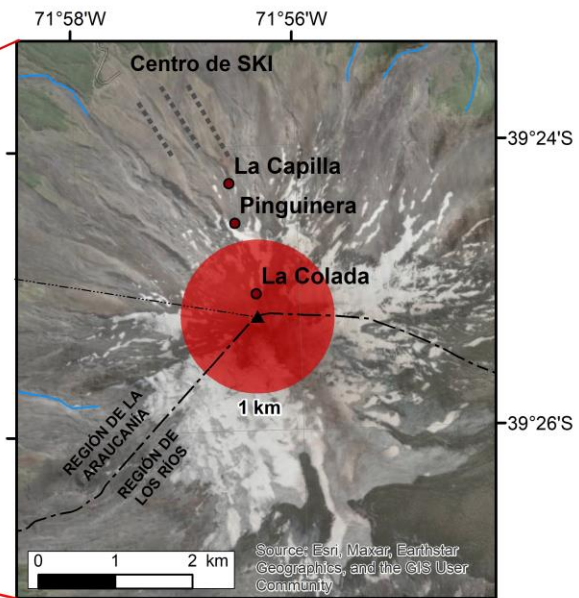 71°58'W
71°56'W
Centro de SKI
39°24'S
La Capilla
Pinguinera
La Colada
1 km
REGIÓN DE LA
ARAUCANÍA
REGIÓN DE
LOS RÍOS
39°26'S
0 1 2 km
Source: Esri, Maxar, Earthstar
Geographics, and the GIS User
Community